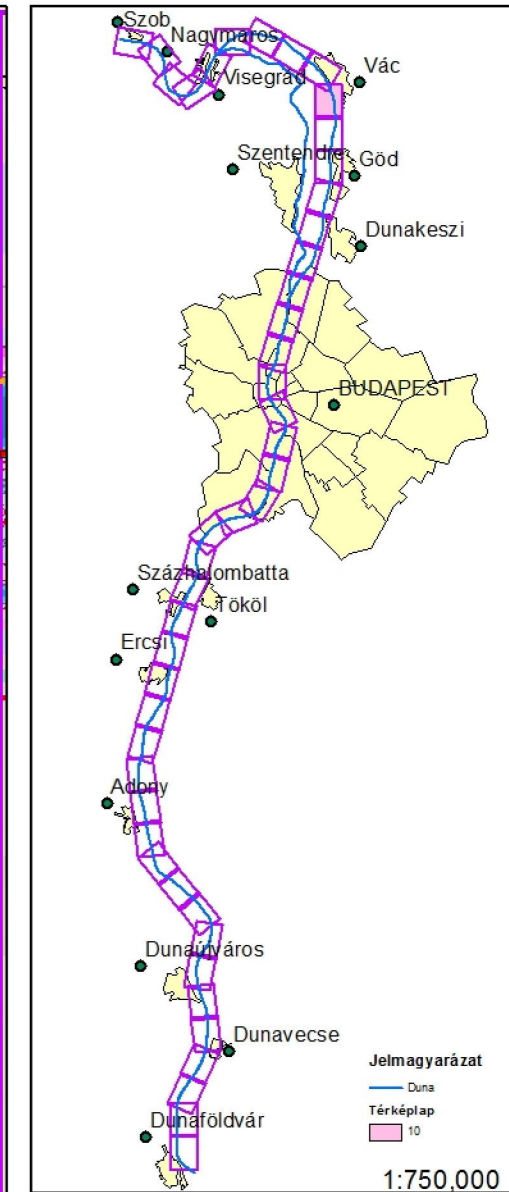 Szob
Nagymaros
Visegrád
Vác
Szentendre
Göd
Dunakeszi
BUDAPEST
Százhalombatta
Tököl
Ercsi
Adony
Dunaújváros
Dunavecse
Dunaföldvár
Jelmagyarázat
Duna
Térképlap
10
1:750,000